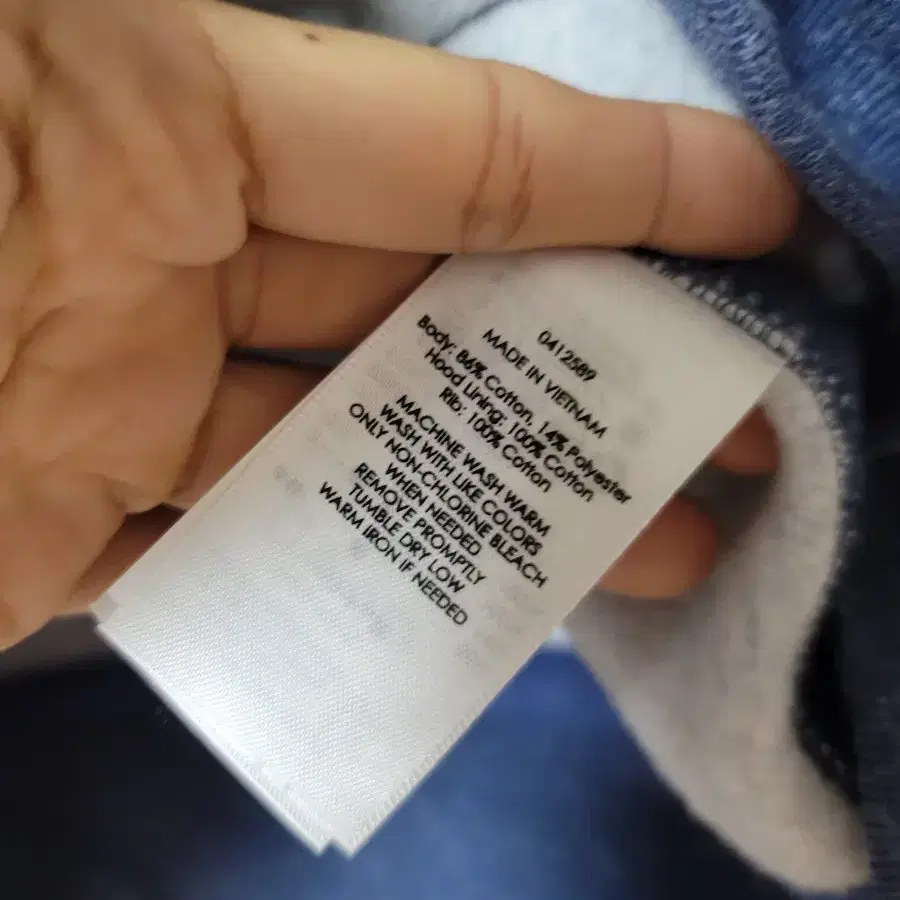 0412589
MADE IN VIETNAM
Body: 86% Cotton, 14% Polyester
Hood Lining: 100% Cotton
Rib: 100% Cotton
MACHINE WASH WARM
WASH WITH LIKE COLORS
ONLY NON-CHLORINE BLEACH
WHEN NEEDED
REMOVE PROMPTLY
TUMBLE DRY LOW
WARM IRON IF NEEDED